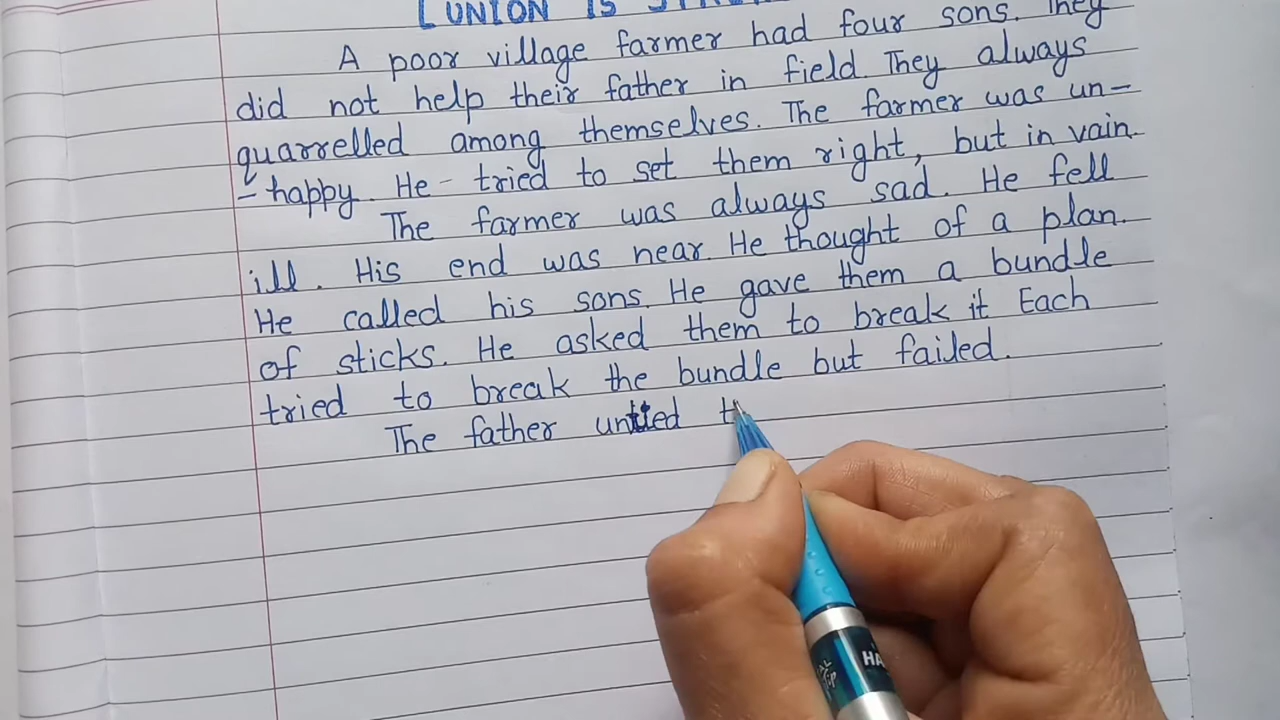 [UNION IS
A poor village farmer had four sons. They
did not help their father in field. They always
quarrelled among themselves. The farmer was un-
- happy. He tried to set them right, but in vain.
The farmer was always sad. He fell
ill. His end was near. He thought of a plan.
He called his sons. He gave them a bundle
of sticks. He asked them to break it Each
tried to break the bundle but failed.
The father untied t
HA